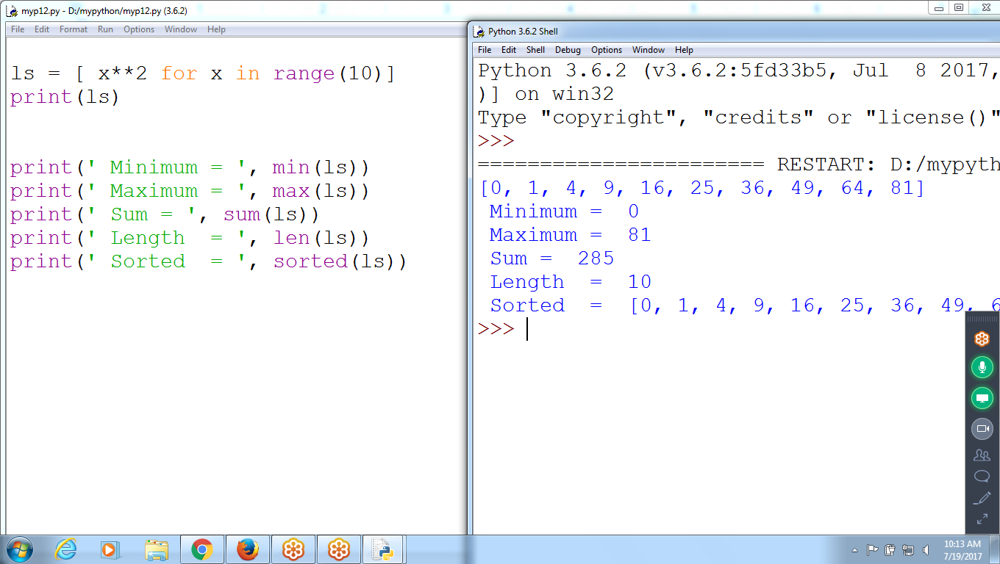 myp12.py - D:/mypython/myp12.py (3.6.2)
File Edit Format Run Options Window Help
ls = [ x**2 for x in range(10)]
print(ls)
print(' Minimum = ', min(ls))
print(' Maximum = ', max(ls))
print(' Sum = ', sum(ls))
print(' Length  = ', len(ls))
print(' Sorted  = ', sorted(ls))
Python 3.6.2 Shell
File Edit Shell Debug Options Window Help
Python 3.6.2 (v3.6.2:5fd33b5, Jul  8 2017,
)] on win32
Type "copyright", "credits" or "license()"
>>>
======================= RESTART: D:/mypyth
[0, 1, 4, 9, 16, 25, 36, 49, 64, 81]
 Minimum =  0
 Maximum =  81
 Sum =  285
 Length  =  10
 Sorted  =  [0, 1, 4, 9, 16, 25, 36, 49, 6
>>>
10:13 AM
7/19/2017